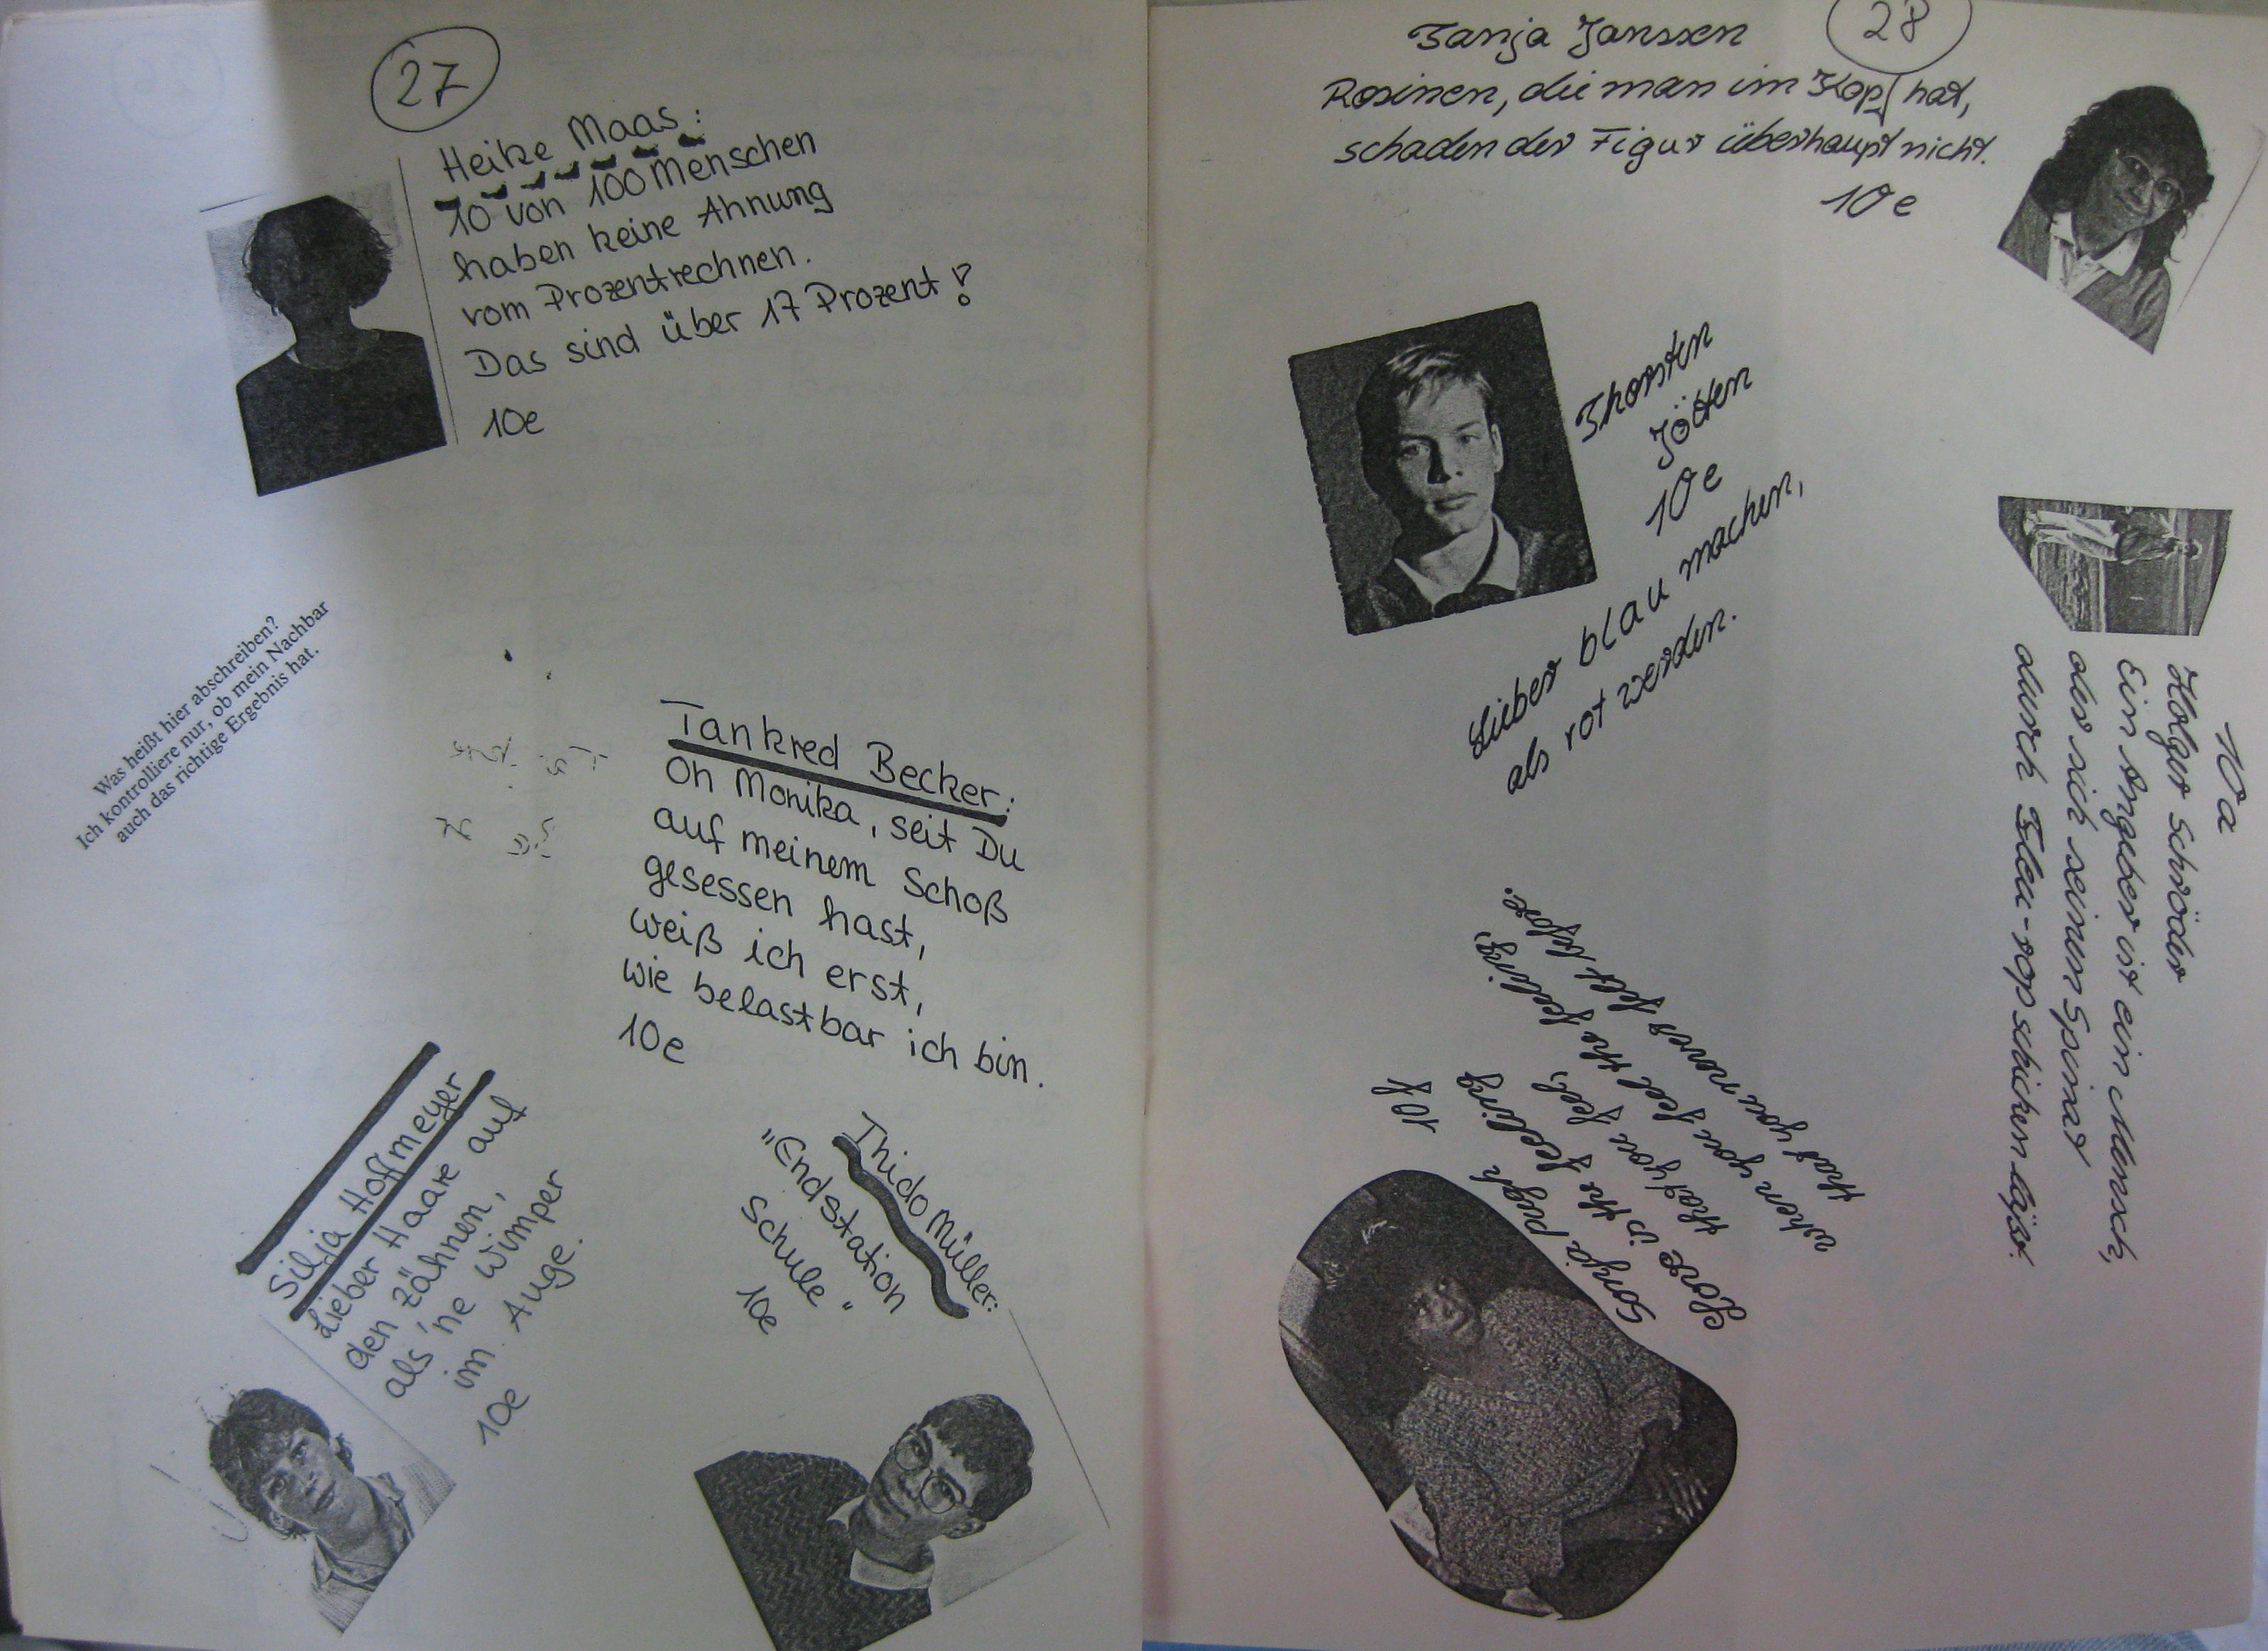 27
Heike Maas:
10 von 100 Menschen
haben keine Ahnung
vom Prozentrechnen.
Das sind über 17 Prozent!
10e
Was heißt hier abschreiben?
Ich kontrolliere nur, ob mein Nachbar
auch das richtige Ergebnis hat.
Tankred Becker:
Oh Monika, seit Du
auf meinem Schoß
gesessen hast,
weiß ich erst,
wie belastbar ich bin.
10e
Silja Hoffmeyer
Lieber Haare auf
den Zähnen,
als 'ne Wimper
im Auge.
10e
Thido Müller:
"Endstation
Schule"
10e
28
Tanja Janssen
Rosinen, die man im Kopf hat,
schaden der Figur überhaupt nicht.
10e
Thorsten
Jötten
10e
Lieber blau machen,
als rot werden.
10a
Holger Schröder
Ein Angeber ist ein Mensch,
der sich seinen Spinat
durch Fleu-rop schicken läßt.
Sonja Pugh 10f
Love is the feeling
that you feel,
when you feel the feeling,
that you never felt before.